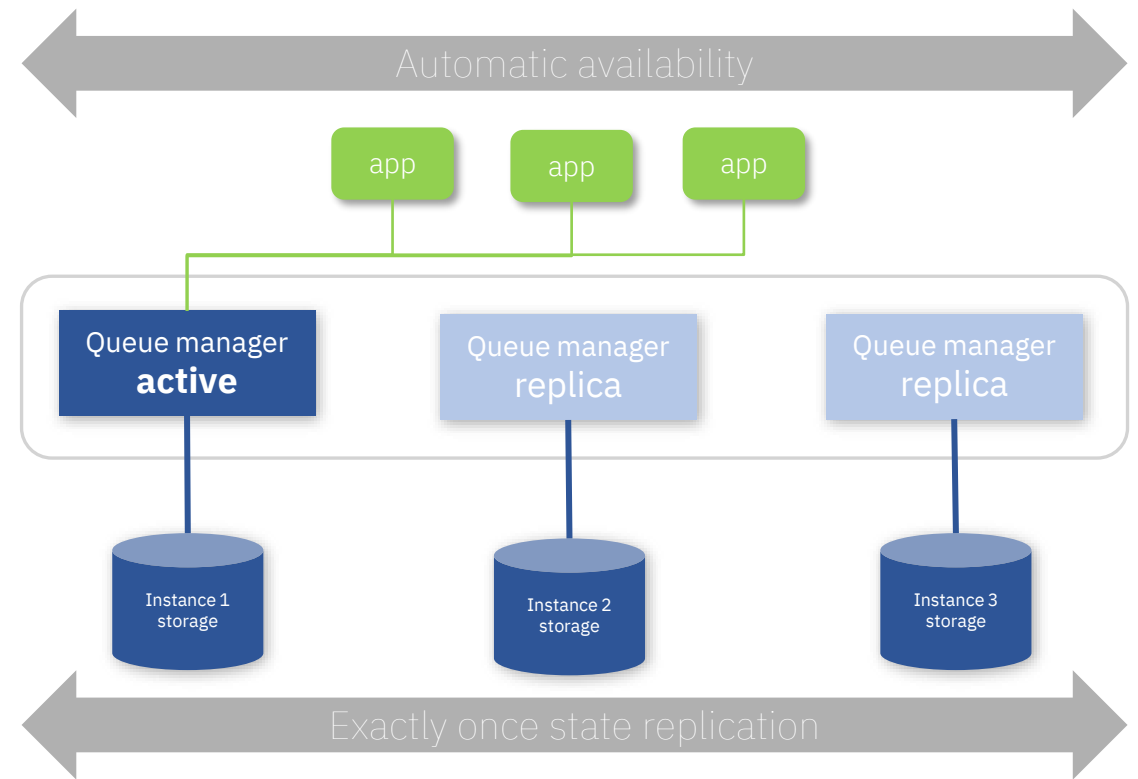 Automatic availability
app
app
app
Queue manager
active
Queue manager
replica
Queue manager
replica
Instance 1
storage
Instance 2
storage
Instance 3
storage
Exactly once state replication